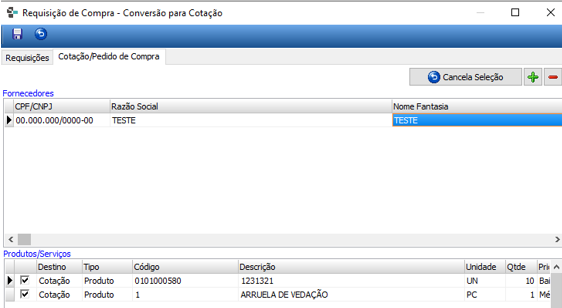 Requisição de Compra - Conversão para Cotação
Requisições Cotação/Pedido de Compra
Cancela Seleção
Fornecedores
CPF/CNPJ Razão Social Nome Fantasia
00.000.000/0000-00 TESTE TESTE
Produtos/Serviços
Destino Tipo Código Descrição Unidade Qtde Pri
Cotação Produto 0101000580 1231321 UN 10 Bai
Cotação Produto 1 ARRUELA DE VEDAÇÃO PC 1 Mé